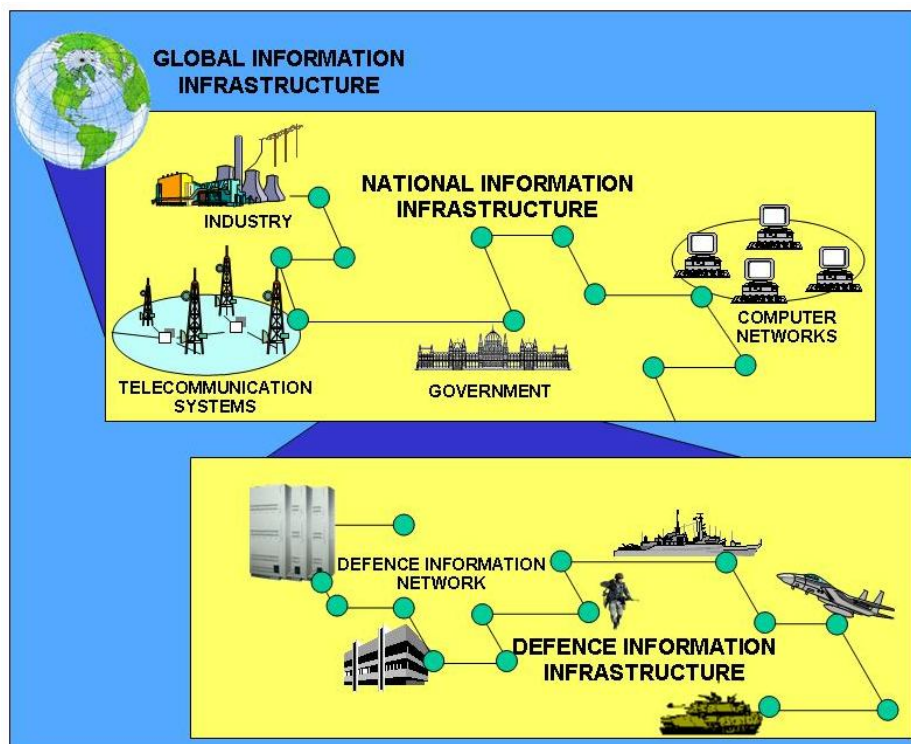 GLOBAL INFORMATION
INFRASTRUCTURE
INDUSTRY
NATIONAL INFORMATION
INFRASTRUCTURE
TELECOMMUNICATION
SYSTEMS
GOVERNMENT
COMPUTER
NETWORKS
DEFENCE INFORMATION
NETWORK
DEFENCE INFORMATION
INFRASTRUCTURE